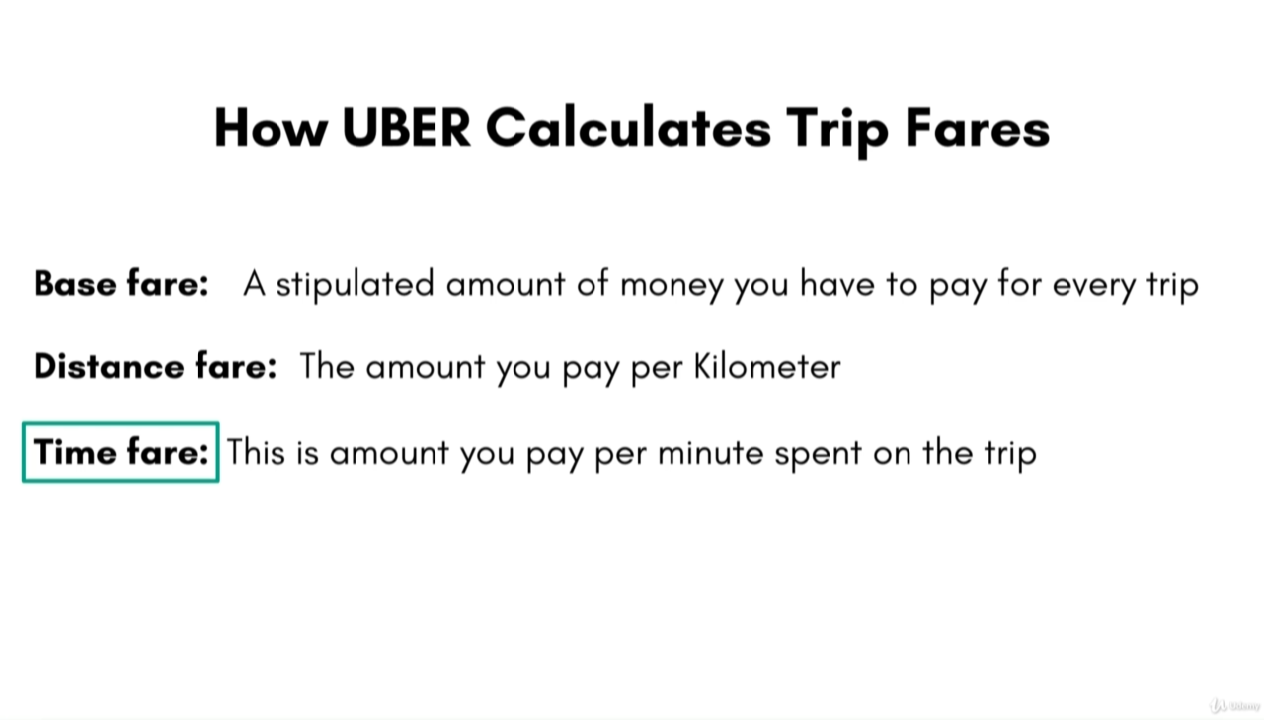 How UBER Calculates Trip Fares
Base fare: A stipulated amount of money you have to pay for every trip
Distance fare: The amount you pay per Kilometer
Time fare: This is amount you pay per minute spent on the trip
Udemy